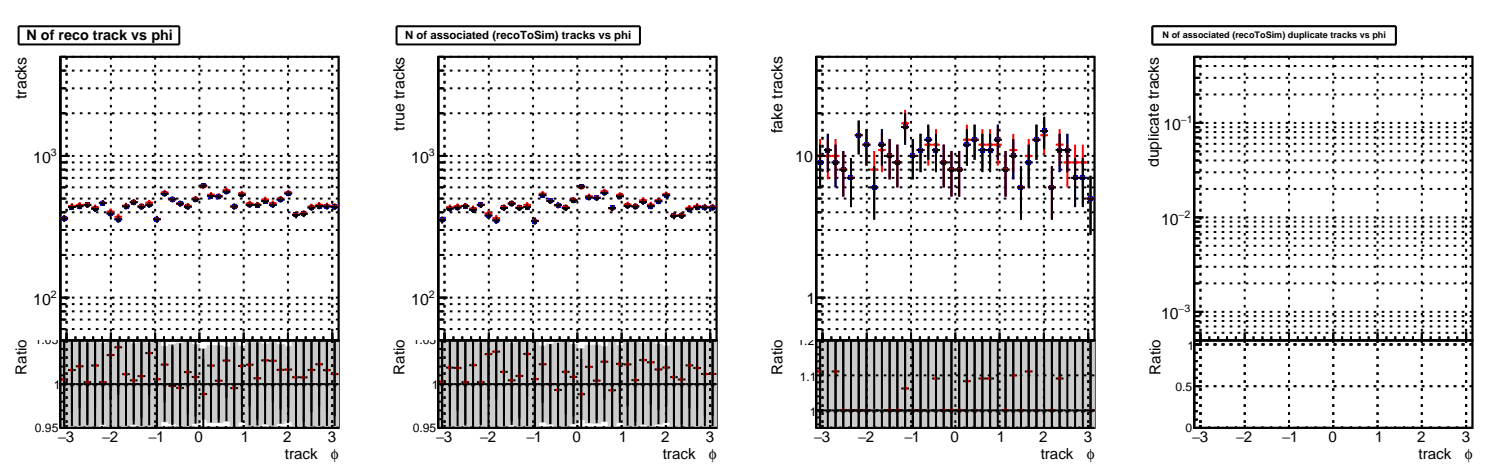 N of reco track vs phi
tracks
10³
10²
Ratio
1.05
1
0.95
−3 −2 −1 0 1 2 3
track ϕ
N of associated (recoToSim) tracks vs phi
true tracks
10³
10²
Ratio
1.05
1
0.95
−3 −2 −1 0 1 2 3
track ϕ
fake tracks
10
1
Ratio
1.2
1.1
1
−3 −2 −1 0 1 2 3
track ϕ
N of associated (recoToSim) duplicate tracks vs phi
duplicate tracks
10⁻¹
10⁻²
10⁻³
Ratio
1
0.5
0
−3 −2 −1 0 1 2 3
track ϕ